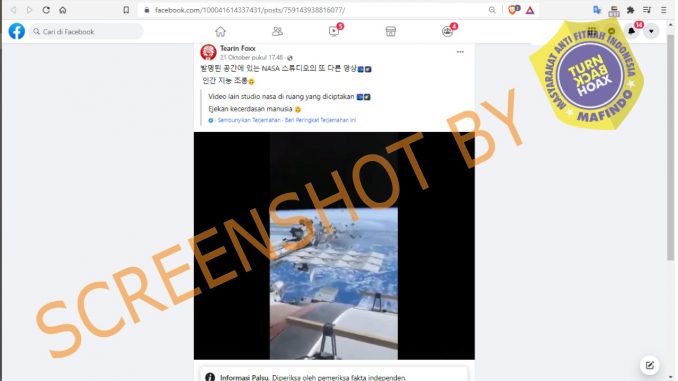 facebook.com/100041614337431/posts/759143938816077/
Cari di Facebook
5
4
14
Tearin Foxx
21 Oktober pukul 17.48
발명된 공간에 있는 NASA 스튜디오의 또 다른 영상
인간 지능 조롱
Video lain studio nasa di ruang yang diciptakan
Ejekan kecerdasan manusia
Sembunyikan Terjemahan · Beri Peringkat Terjemahan Ini
SCREENSHOT BY
MASYARAKAT ANTI FITNAH INDONESIA
TURN
BACK
HOAX
MAFINDO
Informasi Palsu. Diperiksa oleh pemeriksa fakta independen.